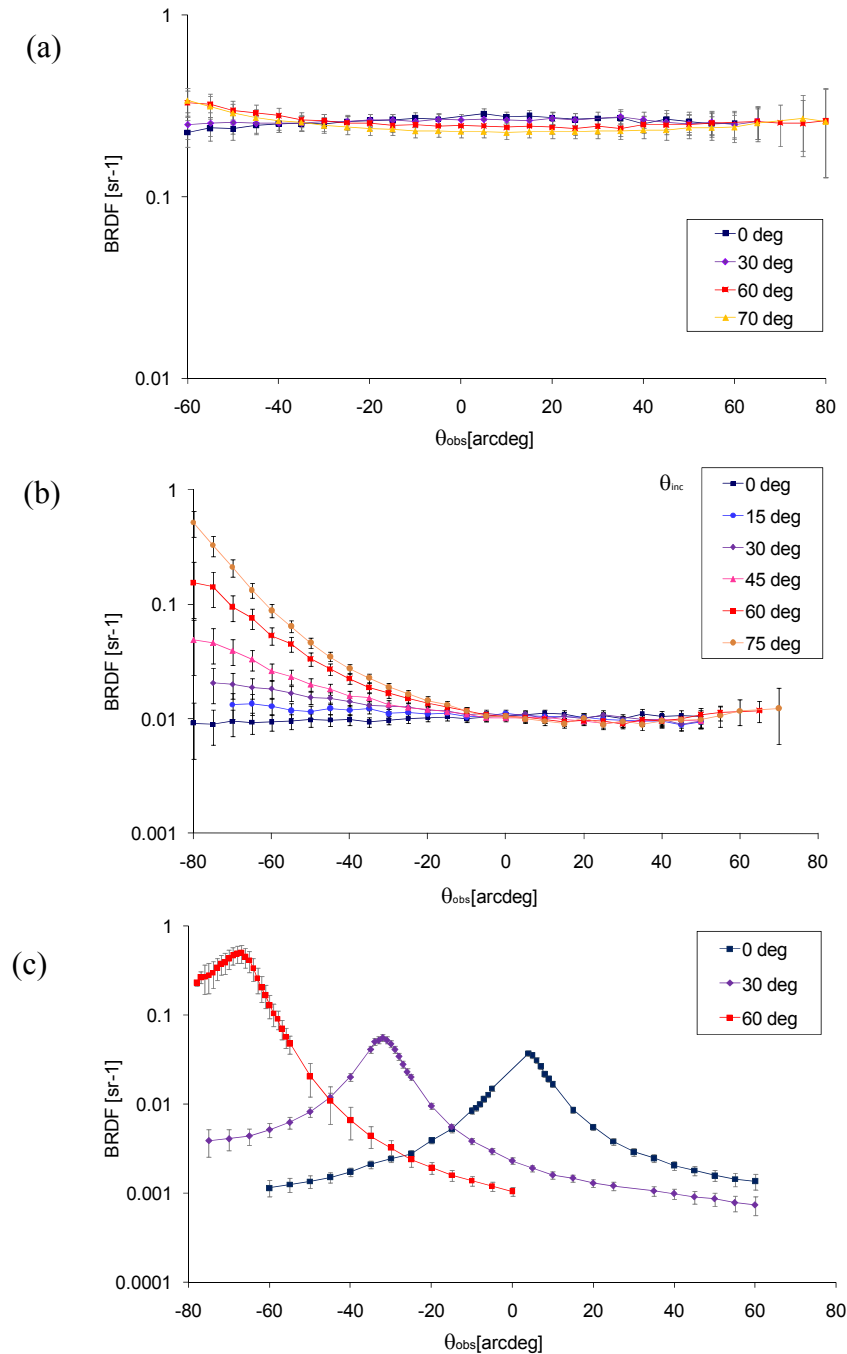 (a)
1
0.1
0.01
BRDF [sr-1]
-60 -40 -20 0 20 40 60 80
θobs[arcdeg]
0 deg
30 deg
60 deg
70 deg
(b)
1
0.1
0.01
0.001
BRDF [sr-1]
-80 -60 -40 -20 0 20 40 60 80
θobs[arcdeg]
θinc
0 deg
15 deg
30 deg
45 deg
60 deg
75 deg
(c)
1
0.1
0.01
0.001
0.0001
BRDF [sr-1]
-80 -60 -40 -20 0 20 40 60 80
θobs[arcdeg]
0 deg
30 deg
60 deg